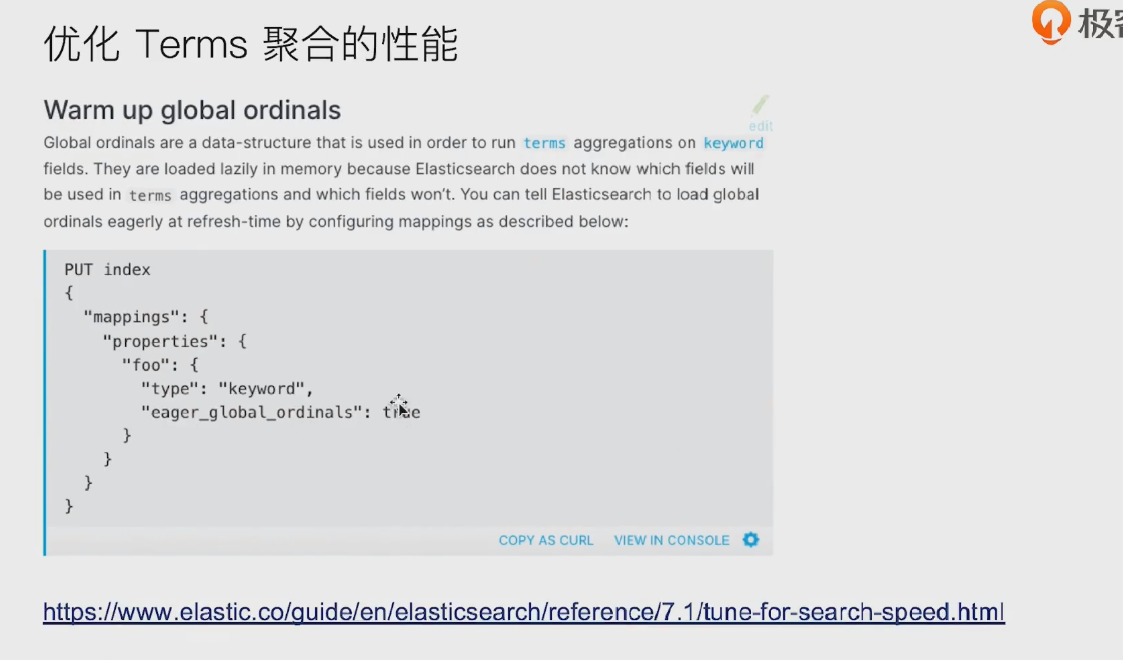 优化 Terms 聚合的性能
极客
Warm up global ordinals
edit
Global ordinals are a data-structure that is used in order to run terms aggregations on keyword
fields. They are loaded lazily in memory because Elasticsearch does not know which fields will
be used in terms aggregations and which fields won't. You can tell Elasticsearch to load global
ordinals eagerly at refresh-time by configuring mappings as described below:
PUT index
{
  "mappings": {
    "properties": {
      "foo": {
        "type": "keyword",
        "eager_global_ordinals": true
      }
    }
  }
}
COPY AS CURL VIEW IN CONSOLE
https://www.elastic.co/guide/en/elasticsearch/reference/7.1/tune-for-search-speed.html